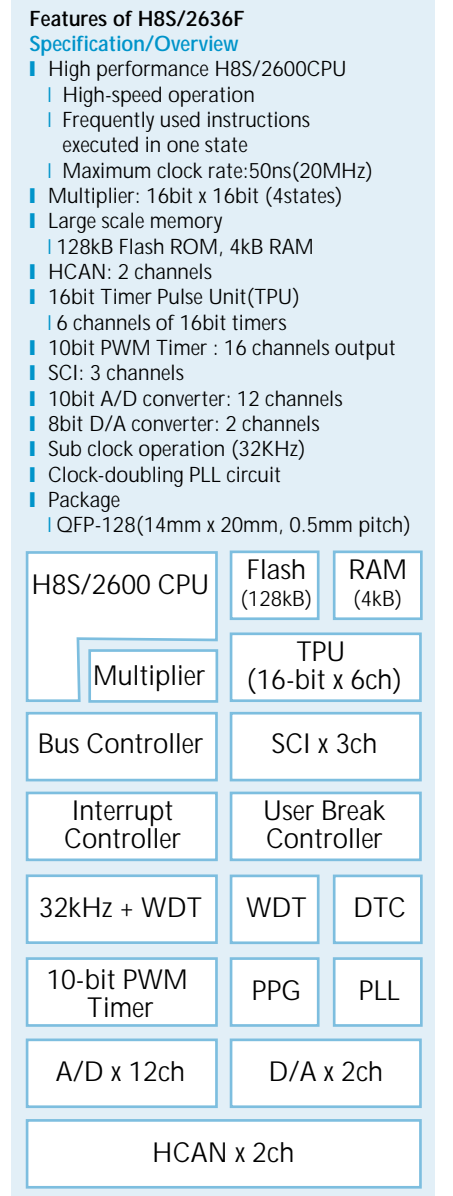 Features of H8S/2636F
Specification/Overview
High performance H8S/2600CPU
High-speed operation
Frequently used instructions
executed in one state
Maximum clock rate:50ns(20MHz)
Multiplier: 16bit x 16bit (4states)
Large scale memory
128kB Flash ROM, 4kB RAM
HCAN: 2 channels
16bit Timer Pulse Unit(TPU)
6 channels of 16bit timers
10bit PWM Timer : 16 channels output
SCI: 3 channels
10bit A/D converter: 12 channels
8bit D/A converter: 2 channels
Sub clock operation (32KHz)
Clock-doubling PLL circuit
Package
QFP-128(14mm x 20mm, 0.5mm pitch)
H8S/2600 CPU
Multiplier
Flash
(128kB)
RAM
(4kB)
TPU
(16-bit x 6ch)
Bus Controller
SCI x 3ch
Interrupt
Controller
User Break
Controller
32kHz + WDT
WDT
DTC
10-bit PWM
Timer
PPG
PLL
A/D x 12ch
D/A x 2ch
HCAN x 2ch